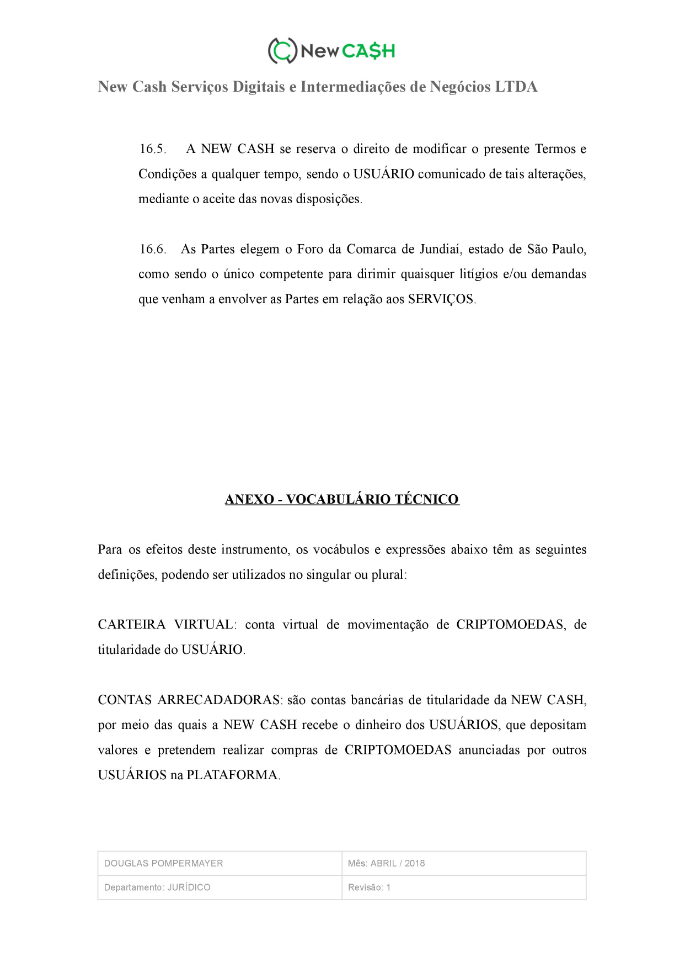 New CA$H
New Cash Serviços Digitais e Intermediações de Negócios LTDA
16.5. A NEW CASH se reserva o direito de modificar o presente Termos e
Condições a qualquer tempo, sendo o USUÁRIO comunicado de tais alterações,
mediante o aceite das novas disposições.
16.6. As Partes elegem o Foro da Comarca de Jundiaí, estado de São Paulo,
como sendo o único competente para dirimir quaisquer litígios e/ou demandas
que venham a envolver as Partes em relação aos SERVIÇOS.
ANEXO - VOCABULÁRIO TÉCNICO
Para os efeitos deste instrumento, os vocábulos e expressões abaixo têm as seguintes
definições, podendo ser utilizados no singular ou plural:
CARTEIRA VIRTUAL: conta virtual de movimentação de CRIPTOMOEDAS, de
titularidade do USUÁRIO.
CONTAS ARRECADADORAS: são contas bancárias de titularidade da NEW CASH,
por meio das quais a NEW CASH recebe o dinheiro dos USUÁRIOS, que depositam
valores e pretendem realizar compras de CRIPTOMOEDAS anunciadas por outros
USUÁRIOS na PLATAFORMA.
DOUGLAS POMPERMAYER
Mês: ABRIL / 2018
Departamento: JURÍDICO
Revisão: 1